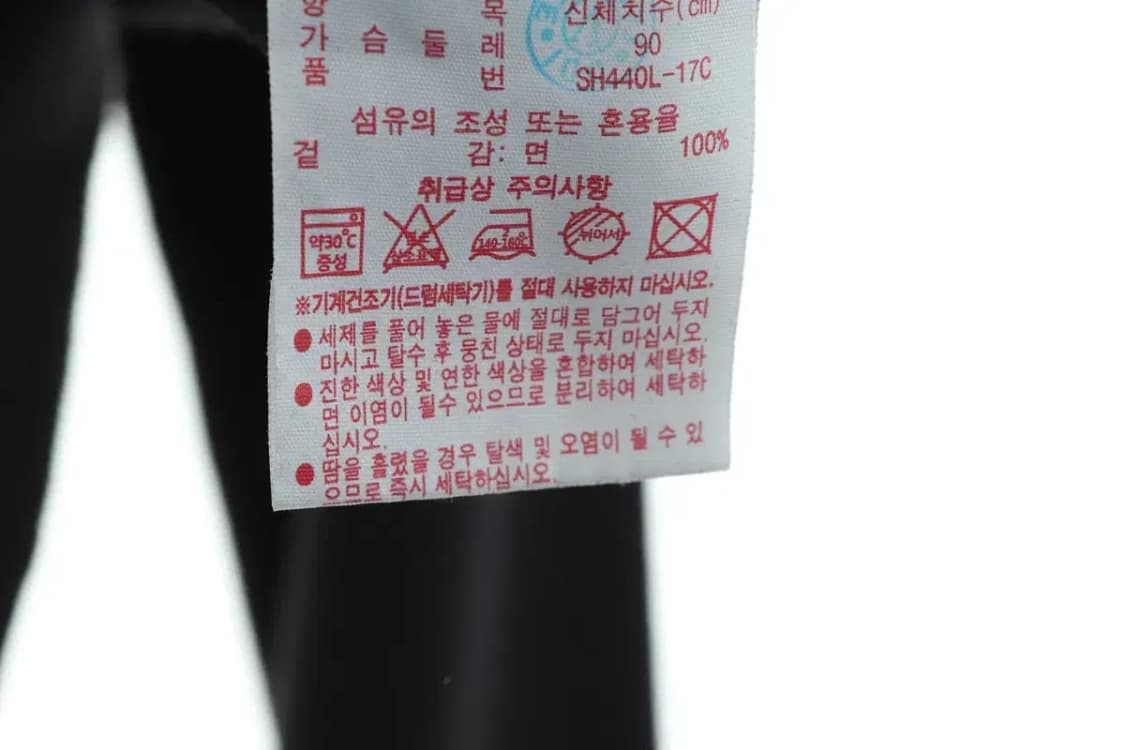 목 신체치수(cm)
가 슴 둘 레 90
품 번 SH440L-17C
섬유의 조성 또는 혼용율
겉 감: 면 100%
취급상 주의사항
약30℃
중성
140~160℃
뉘어서
※기계건조기(드럼세탁기)를 절대 사용하지 마십시오.
● 세제를 풀어 놓은 물에 절대로 담그어 두지
마시고 탈수 후 뭉친 상태로 두지 마십시오.
● 진한 색상 및 연한 색상을 혼합하여 세탁하
면 이염이 될수 있으므로 분리하여 세탁하
십시오.
● 땀을 흘렸을 경우 탈색 및 오염이 될 수 있
으므로 즉시 세탁하십시오.